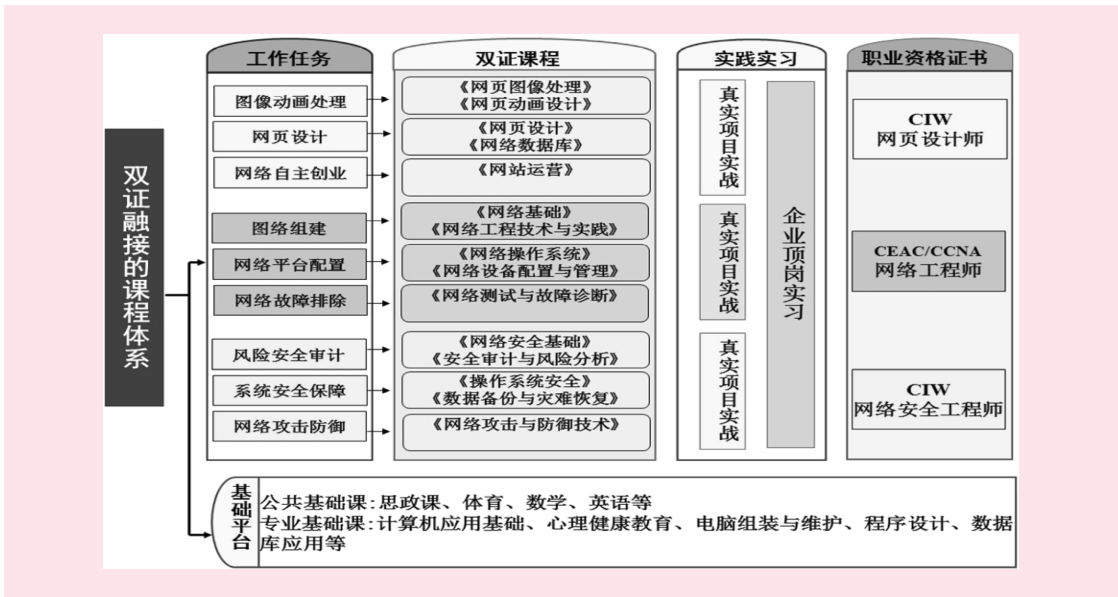 双证融接的课程体系
工作任务
图像动画处理
网页设计
网络自主创业
图络组建
网络平台配置
网络故障排除
风险安全审计
系统安全保障
网络攻击防御
双证课程
《网页图像处理》
《网页动画设计》
《网页设计》
《网络数据库》
《网站运营》
《网络基础》
《网络工程技术与实践》
《网络操作系统》
《网络设备配置与管理》
《网络测试与故障诊断》
《网络安全基础》
《安全审计与风险分析》
《操作系统安全》
《数据备份与灾难恢复》
《网络攻击与防御技术》
实践实习
真实项目实战
真实项目实战
真实项目实战
企业顶岗实习
职业资格证书
CIW
网页设计师
CEAC/CCNA
网络工程师
CIW
网络安全工程师
基础平台
公共基础课:思政课、体育、数学、英语等
专业基础课:计算机应用基础、心理健康教育、电脑组装与维护、程序设计、数据
库应用等